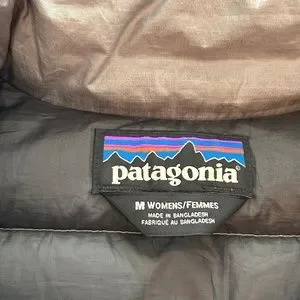 patagonia®
M WOMENS/FEMMES
MADE IN BANGLADESH
FABRIQUÉ AU BANGLADESH